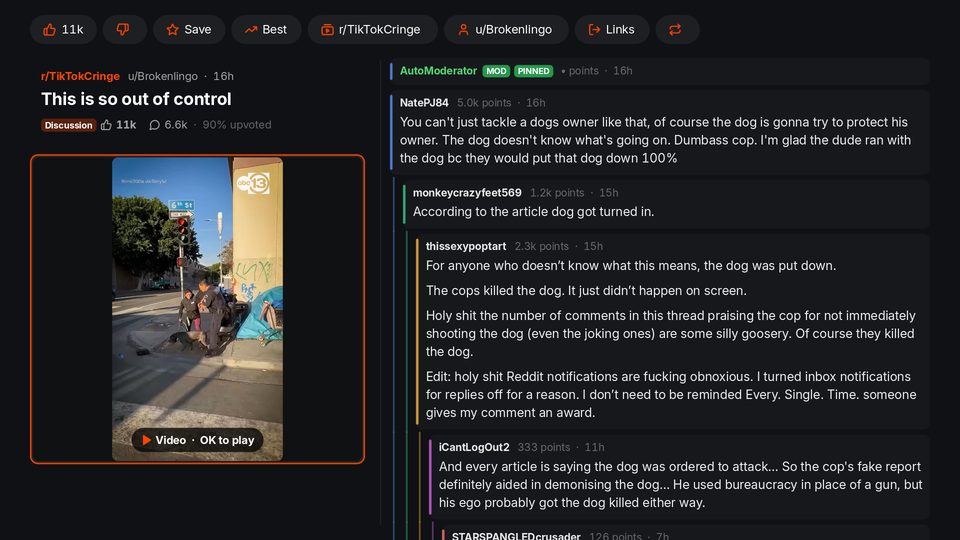 11k
Save
Best
r/TikTokCringe
u/Brokenlingo
Links
r/TikTokCringe u/Brokenlingo · 16h
This is so out of control
Discussion 11k 6.6k · 90% upvoted
abc 13
6th St
Video · OK to play
AutoModerator MOD PINNED • points · 16h
NatePJ84 5.0k points · 16h
You can't just tackle a dogs owner like that, of course the dog is gonna try to protect his
owner. The dog doesn't know what's going on. Dumbass cop. I'm glad the dude ran with
the dog bc they would put that dog down 100%
monkeycrazyfeet569 1.2k points · 15h
According to the article dog got turned in.
thissexypoptart 2.3k points · 15h
For anyone who doesn’t know what this means, the dog was put down.
The cops killed the dog. It just didn’t happen on screen.
Holy shit the number of comments in this thread praising the cop for not immediately
shooting the dog (even the joking ones) are some silly goosery. Of course they killed
the dog.
Edit: holy shit Reddit notifications are fucking obnoxious. I turned inbox notifications
for replies off for a reason. I don’t need to be reminded Every. Single. Time. someone
gives my comment an award.
iCantLogOut2 333 points · 11h
And every article is saying the dog was ordered to attack... So the cop's fake report
definitely aided in demonising the dog... He used bureaucracy in place of a gun, but
his ego probably got the dog killed either way.
STARSPANGLEDcrusader 126 points · 7h